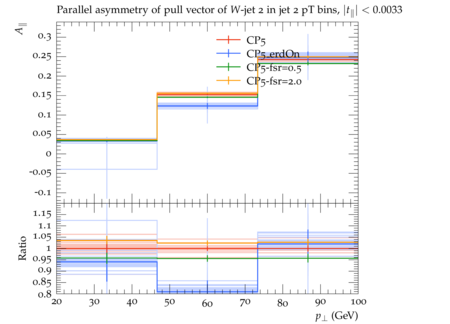 Parallel asymmetry of pull vector of W-jet 2 in jet 2 pT bins, |t∥| < 0.0033
A∥
0.3
0.25
0.2
0.15
0.1
0.05
0
-0.05
-0.1
CP5
CP5 erdOn
CP5-fsr=0.5
CP5-fsr=2.0
Ratio
1.15
1.1
1.05
1.0
0.95
0.9
0.85
0.8
20 30 40 50 60 70 80 90 100
p⊥ (GeV)